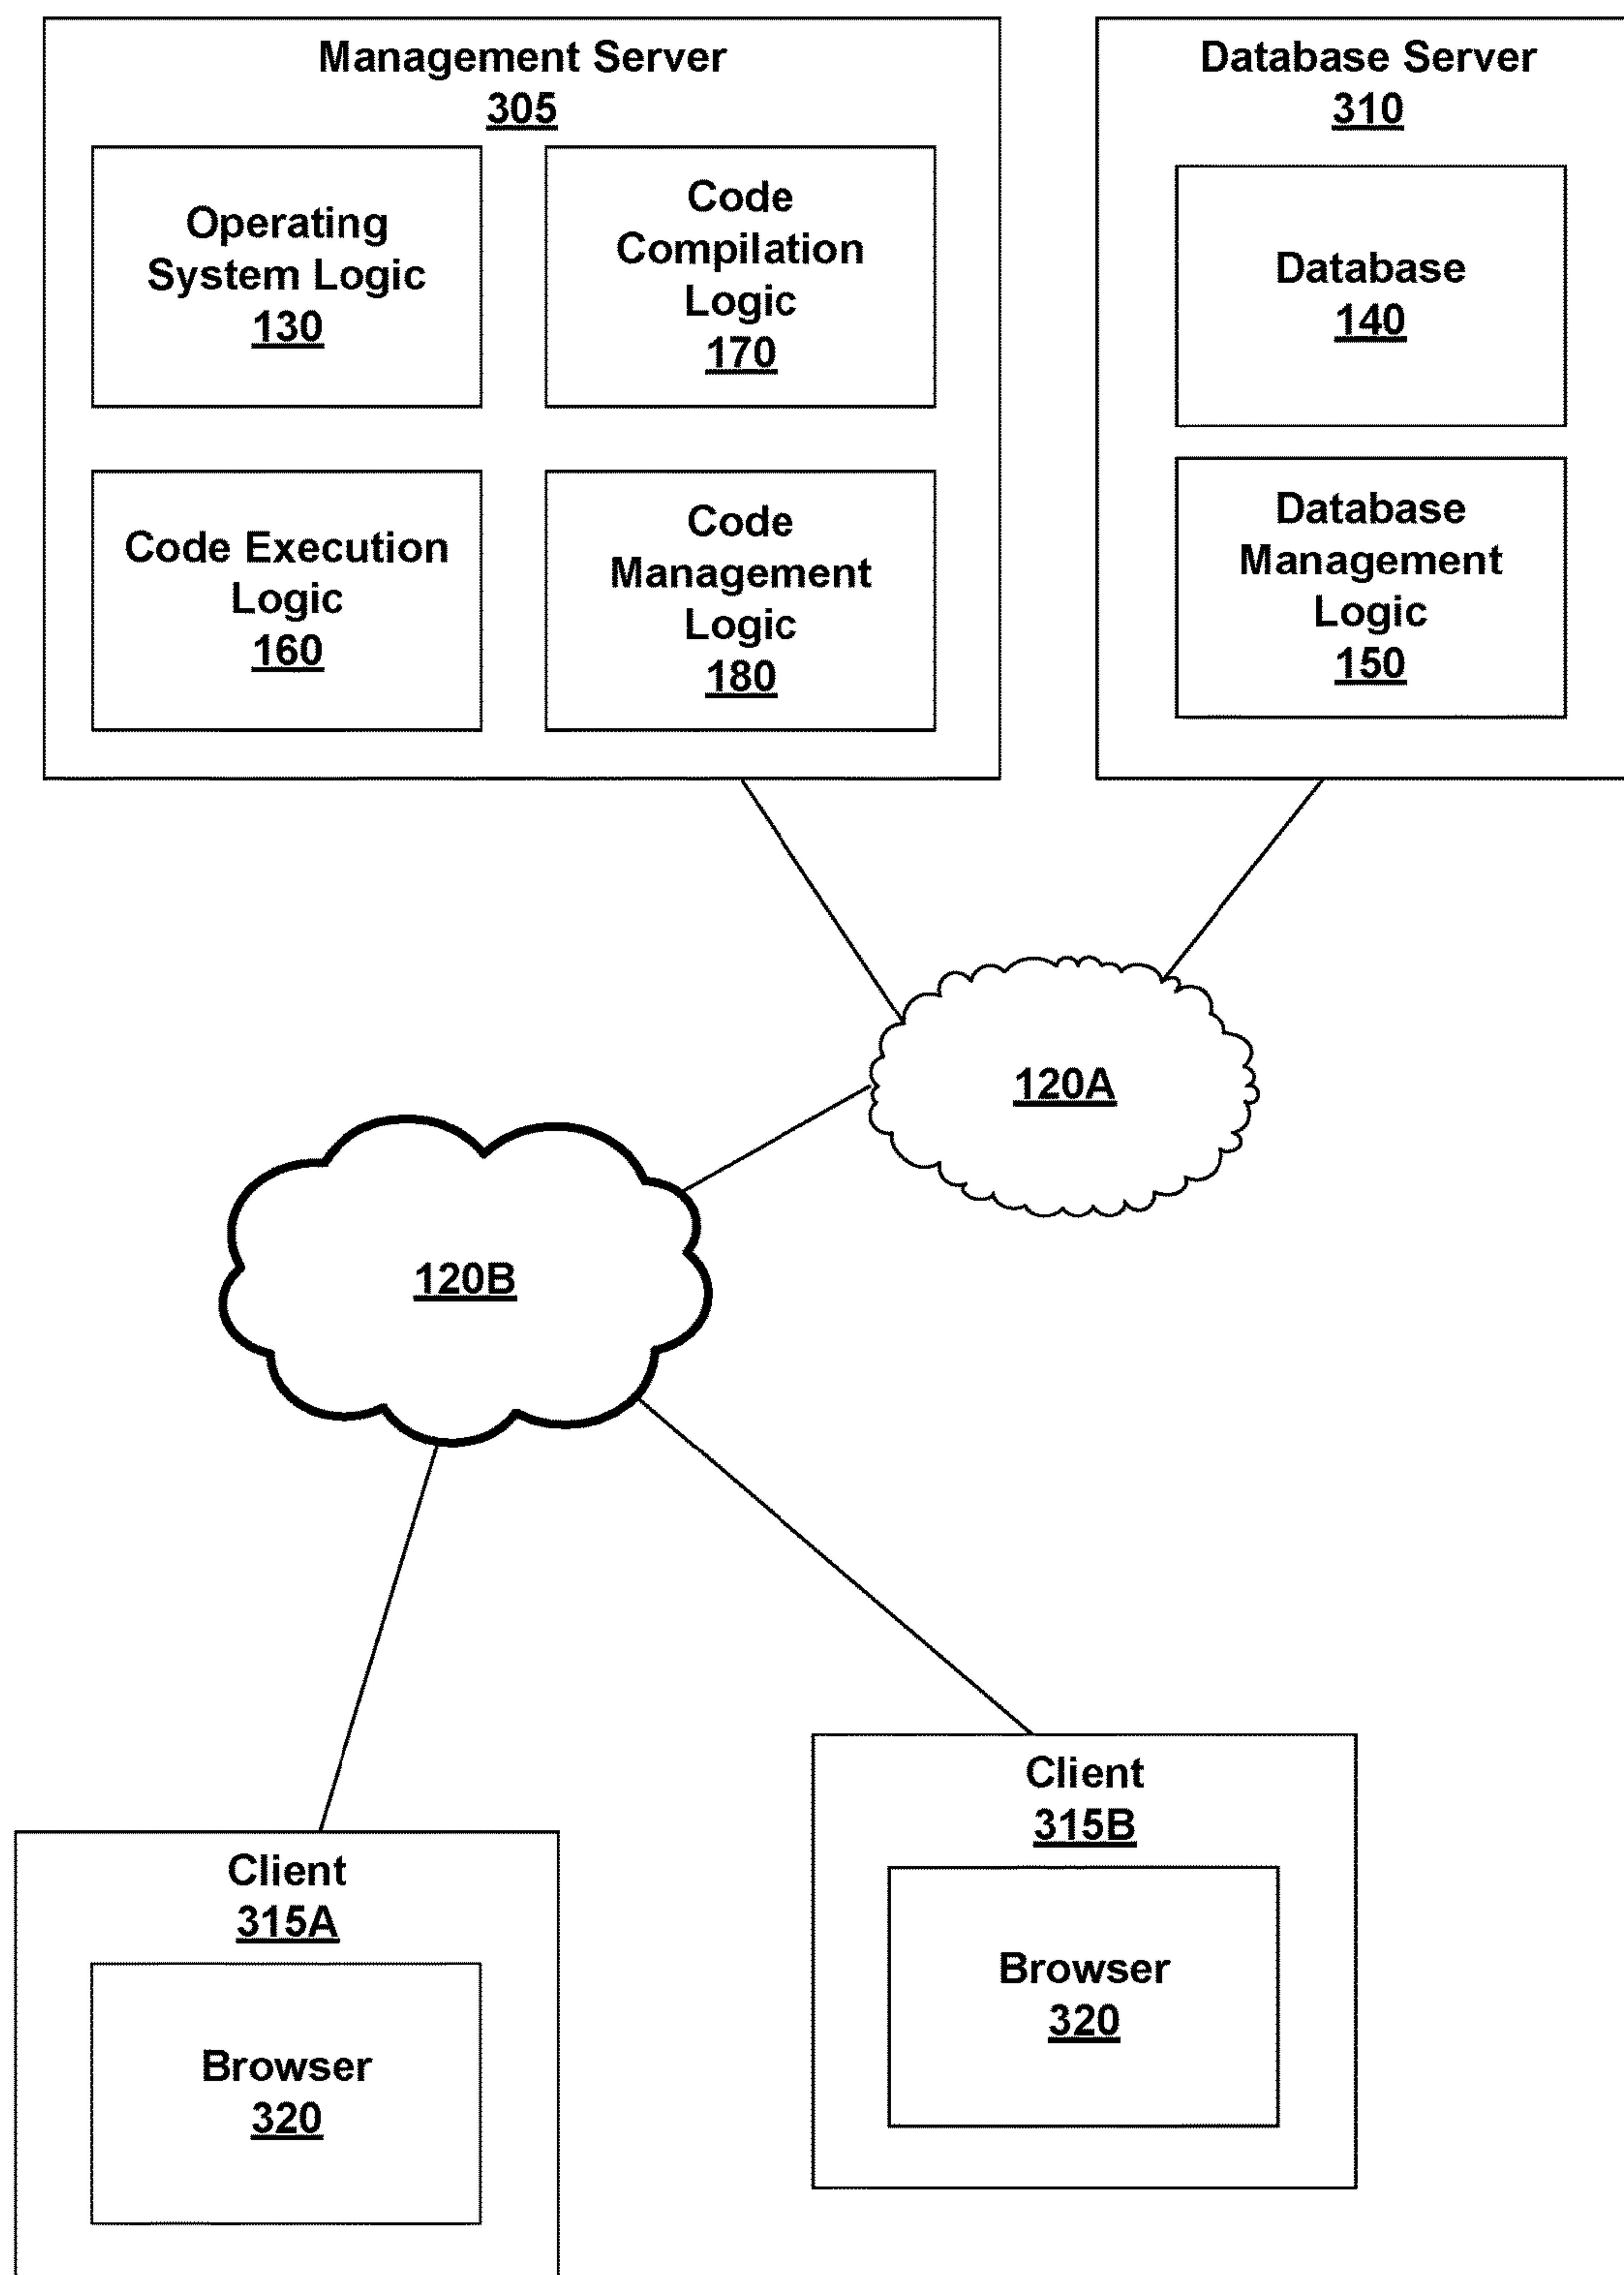 Management Server
305
Operating
System Logic
130
Code
Compilation
Logic
170
Code Execution
Logic
160
Code
Management
Logic
180
Database Server
310
Database
140
Database
Management
Logic
150
120A
120B
Client
315A
Browser
320
Client
315B
Browser
320